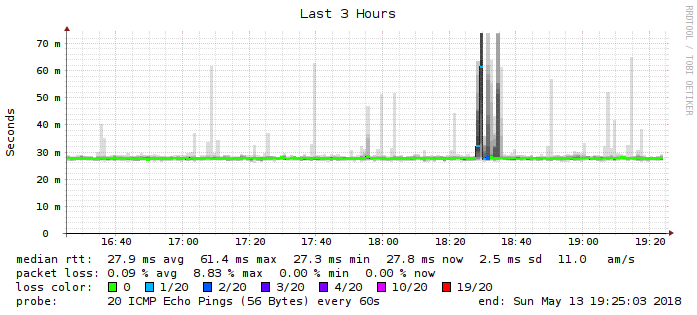 Last 3 Hours
RRDTOOL / TOBI OETIKER
Seconds
70 m
60 m
50 m
40 m
30 m
20 m
10 m
0
16:40 17:00 17:20 17:40 18:00 18:20 18:40 19:00 19:20
median rtt: 27.9 ms avg 61.4 ms max 27.3 ms min 27.8 ms now 2.5 ms sd 11.0 am/s
packet loss: 0.09 % avg 8.83 % max 0.00 % min 0.00 % now
loss color: 0 1/20 2/20 3/20 4/20 10/20 19/20
probe: 20 ICMP Echo Pings (56 Bytes) every 60s end: Sun May 13 19:25:03 2018